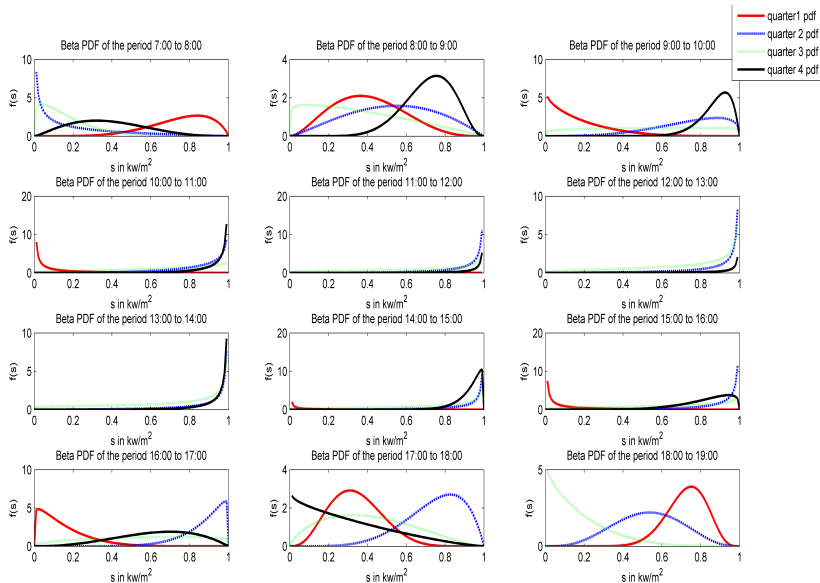 quarter1 pdf
quarter 2 pdf
quarter 3 pdf
quarter 4 pdf
Beta PDF of the period 7:00 to 8:00
10
5
0
f(s)
0 0.2 0.4 0.6 0.8 1
s in kw/m2
Beta PDF of the period 8:00 to 9:00
4
2
0
f(s)
0 0.2 0.4 0.6 0.8 1
s in kw/m2
Beta PDF of the period 9:00 to 10:00
10
5
0
f(s)
0 0.2 0.4 0.6 0.8 1
s in kw/m2
Beta PDF of the period 10:00 to 11:00
20
10
0
f(s)
0 0.2 0.4 0.6 0.8 1
s in kw/m2
Beta PDF of the period 11:00 to 12:00
20
10
0
f(s)
0 0.2 0.4 0.6 0.8 1
s in kw/m2
Beta PDF of the period 12:00 to 13:00
10
5
0
f(s)
0 0.2 0.4 0.6 0.8 1
s in kw/m2
Beta PDF of the period 13:00 to 14:00
10
5
0
f(s)
0 0.2 0.4 0.6 0.8 1
s in kw/m2
Beta PDF of the period 14:00 to 15:00
20
10
0
f(s)
0 0.2 0.4 0.6 0.8 1
s in kw/m2
Beta PDF of the period 15:00 to 16:00
20
10
0
f(s)
0 0.2 0.4 0.6 0.8 1
s in kw/m2
Beta PDF of the period 16:00 to 17:00
10
5
0
f(s)
0 0.2 0.4 0.6 0.8 1
s in kw/m2
Beta PDF of the period 17:00 to 18:00
4
2
0
f(s)
0 0.2 0.4 0.6 0.8 1
s in kw/m2
Beta PDF of the period 18:00 to 19:00
5
0
f(s)
0 0.2 0.4 0.6 0.8 1
s in kw/m2